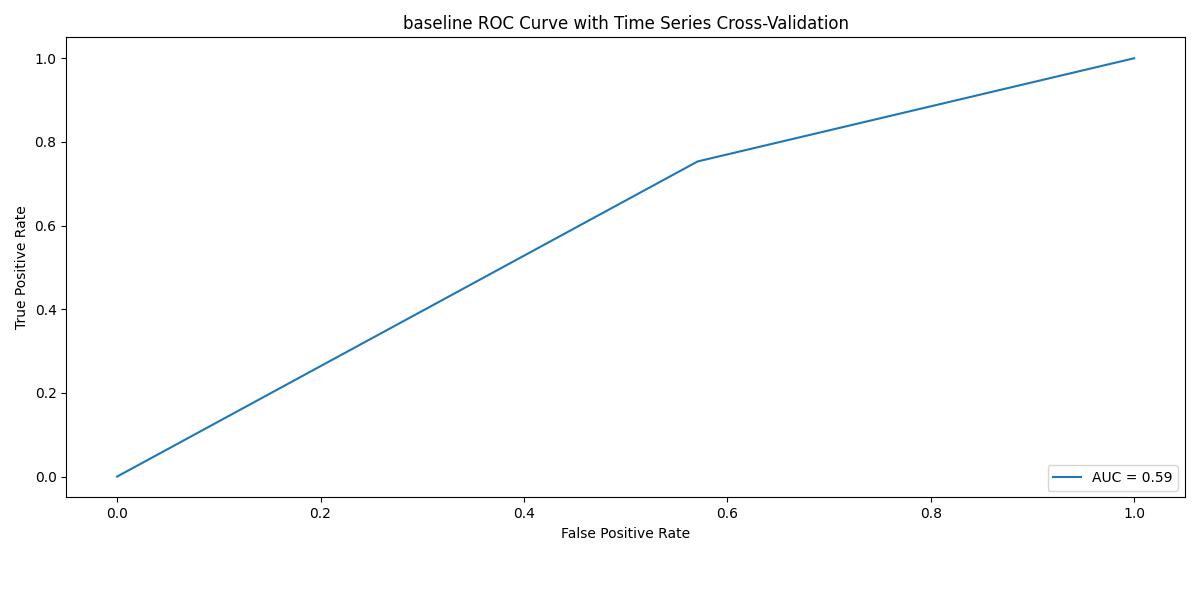 baseline ROC Curve with Time Series Cross-Validation
True Positive Rate
1.0
0.8
0.6
0.4
0.2
0.0
0.0 0.2 0.4 0.6 0.8 1.0
False Positive Rate
AUC = 0.59